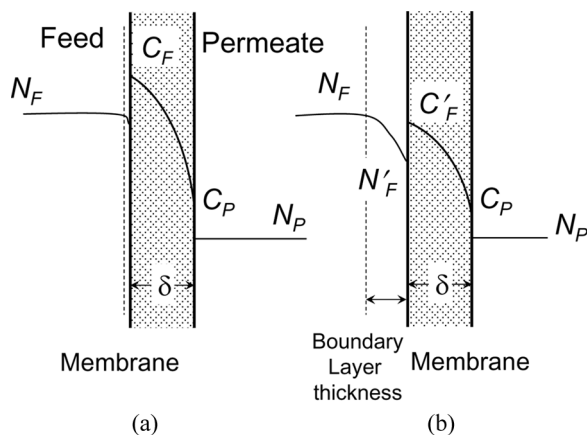 Feed
C_F
Permeate
N_F
C_P
N_P
δ
Membrane
(a)
N_F
C'_F
N'_F
C_P
N_P
δ
Boundary
Layer
thickness
Membrane
(b)